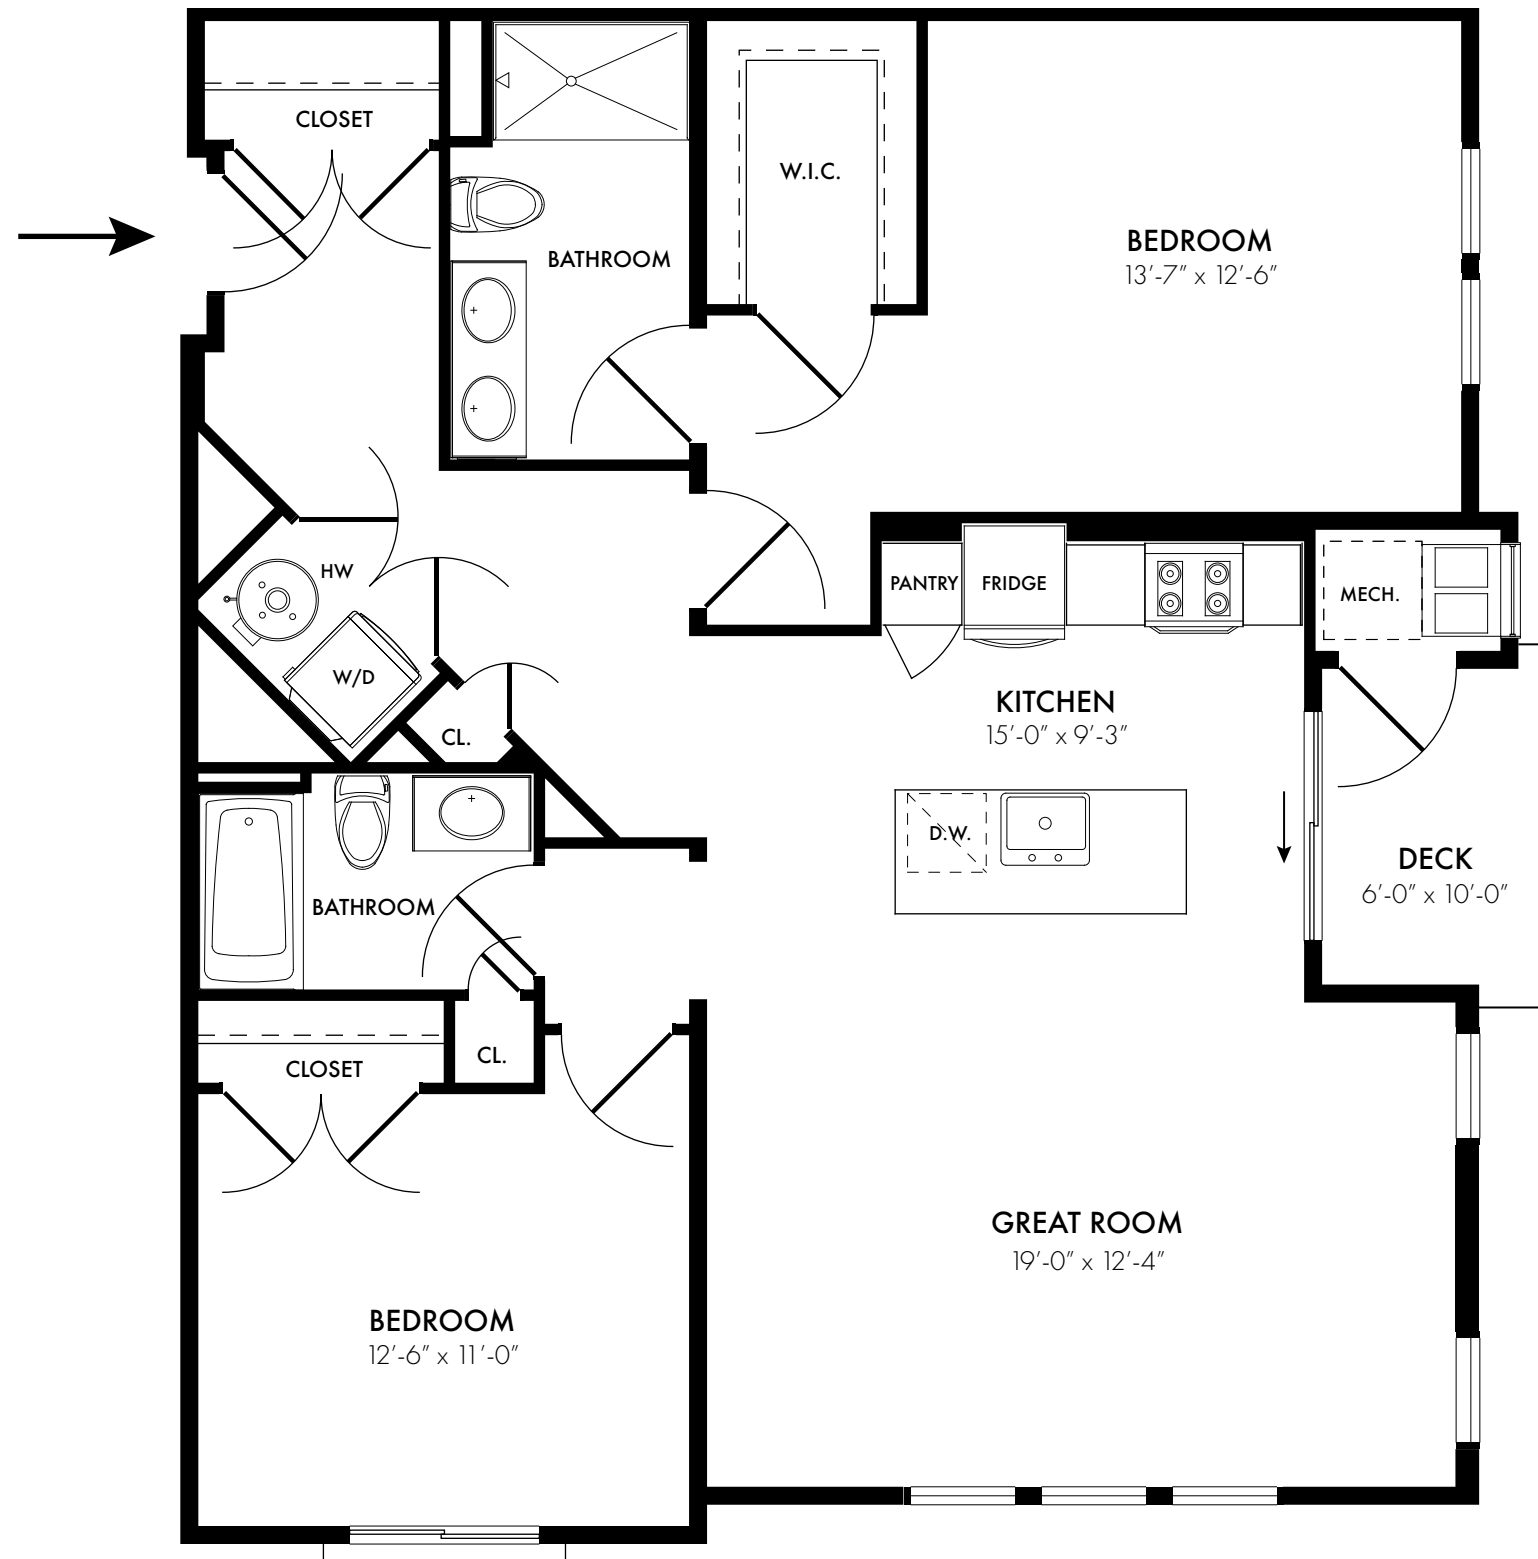 CLOSET
W.I.C.
BATHROOM
BEDROOM
13'-7" x 12'-6"
HW
PANTRY
FRIDGE
MECH.
W/D
KITCHEN
15'-0" x 9'-3"
CL.
D.W.
DECK
6'-0" x 10'-0"
BATHROOM
CL.
CLOSET
GREAT ROOM
19'-0" x 12'-4"
BEDROOM
12'-6" x 11'-0"